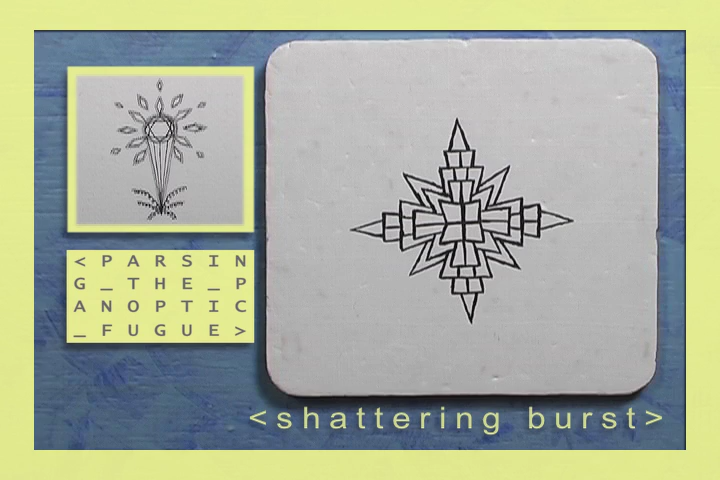 < P A R S I N
G _ T H E _ P
A N O P T I C
_ F U G U E >
<shattering burst>